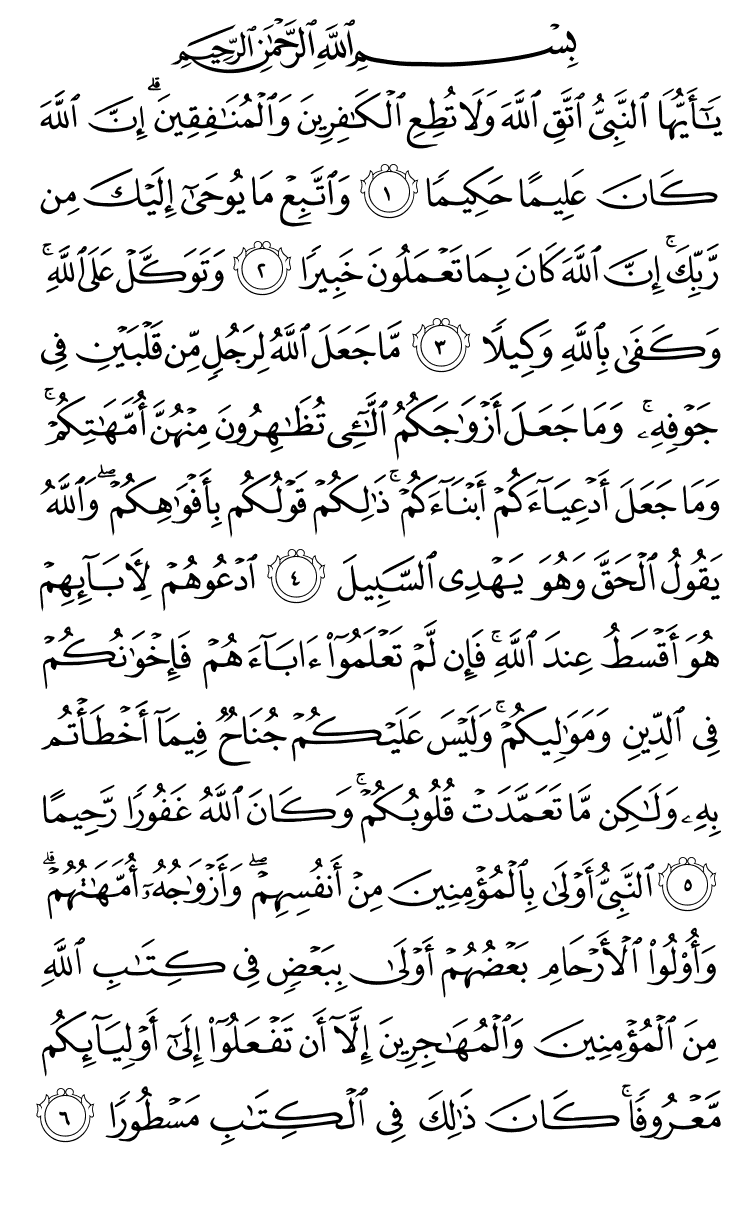 بِسْمِ ٱللَّهِ ٱلرَّحْمَٰنِ ٱلرَّحِيمِ
يَٰٓأَيُّهَا ٱلنَّبِىُّ ٱتَّقِ ٱللَّهَ وَلَا تُطِعِ ٱلْكَٰفِرِينَ وَٱلْمُنَٰفِقِينَ ۗ إِنَّ ٱللَّهَ
كَانَ عَلِيمًا حَكِيمًا ١ وَٱتَّبِعْ مَا يُوحَىٰٓ إِلَيْكَ مِن
رَّبِّكَ ۚ إِنَّ ٱللَّهَ كَانَ بِمَا تَعْمَلُونَ خَبِيرًا ٢ وَتَوَكَّلْ عَلَى ٱللَّهِ ۚ
وَكَفَىٰ بِٱللَّهِ وَكِيلًا ٣ مَّا جَعَلَ ٱللَّهُ لِرَجُلٍ مِّن قَلْبَيْنِ فِى
جَوْفِهِۦ ۚ وَمَا جَعَلَ أَزْوَٰجَكُمُ ٱلَّٰٓـِٔى تُظَٰهِرُونَ مِنْهُنَّ أُمَّهَٰتِكُمْ ۚ
وَمَا جَعَلَ أَدْعِيَآءَكُمْ أَبْنَآءَكُمْ ۚ ذَٰلِكُمْ قَوْلُكُم بِأَفْوَٰهِكُمْ ۖ وَٱللَّهُ
يَقُولُ ٱلْحَقَّ وَهُوَ يَهْدِى ٱلسَّبِيلَ ٤ ٱدْعُوهُمْ لِأَبَآئِهِمْ
هُوَ أَقْسَطُ عِندَ ٱللَّهِ ۚ فَإِن لَّمْ تَعْلَمُوٓا۟ ءَابَآءَهُمْ فَإِخْوَٰنُكُمْ
فِى ٱلدِّينِ وَمَوَٰلِيكُمْ ۚ وَلَيْسَ عَلَيْكُمْ جُنَاحٌ فِيمَآ أَخْطَأْتُم
بِهِۦ وَلَٰكِن مَّا تَعَمَّدَتْ قُلُوبُكُمْ ۚ وَكَانَ ٱللَّهُ غَفُورًا رَّحِيمًا
٥ ٱلنَّبِىُّ أَوْلَىٰ بِٱلْمُؤْمِنِينَ مِنْ أَنفُسِهِمْ ۖ وَأَزْوَٰجُهُۥٓ أُمَّهَٰتُهُمْ ۗ
وَأُو۟لُوا۟ ٱلْأَرْحَامِ بَعْضُهُمْ أَوْلَىٰ بِبَعْضٍ فِى كِتَٰبِ ٱللَّهِ
مِنَ ٱلْمُؤْمِنِينَ وَٱلْمُهَٰجِرِينَ إِلَّآ أَن تَفْعَلُوٓا۟ إِلَىٰٓ أَوْلِيَآئِكُم
مَّعْرُوفًا ۚ كَانَ ذَٰلِكَ فِى ٱلْكِتَٰبِ مَسْطُورًا ٦